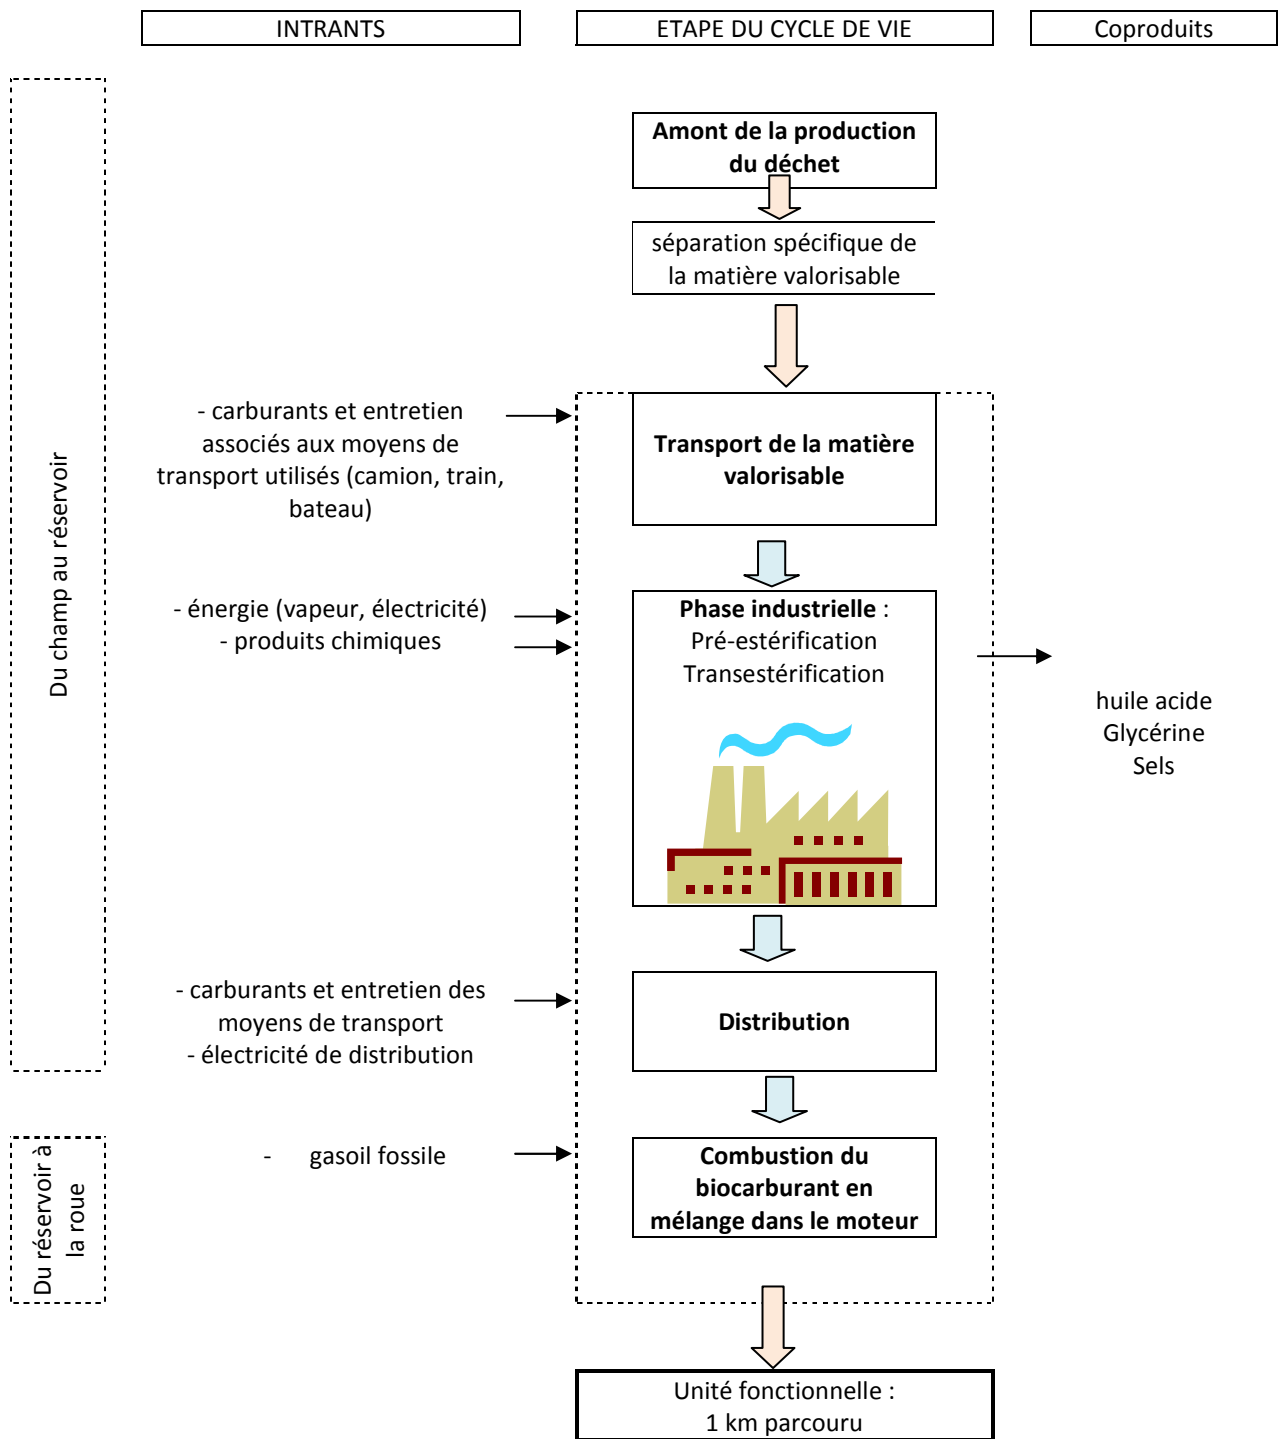 INTRANTS
ETAPE DU CYCLE DE VIE
Coproduits
Du champ au réservoir
Amont de la production
du déchet
séparation spécifique de
la matière valorisable
- carburants et entretien
associés aux moyens de
transport utilisés (camion, train,
bateau)
Transport de la matière
valorisable
- énergie (vapeur, électricité)
- produits chimiques
Phase industrielle :
Pré-estérification
Transestérification
huile acide
Glycérine
Sels
- carburants et entretien des
moyens de transport
- électricité de distribution
Distribution
Du réservoir à
la roue
- gasoil fossile
Combustion du
biocarburant en
mélange dans le moteur
Unité fonctionnelle :
1 km parcouru